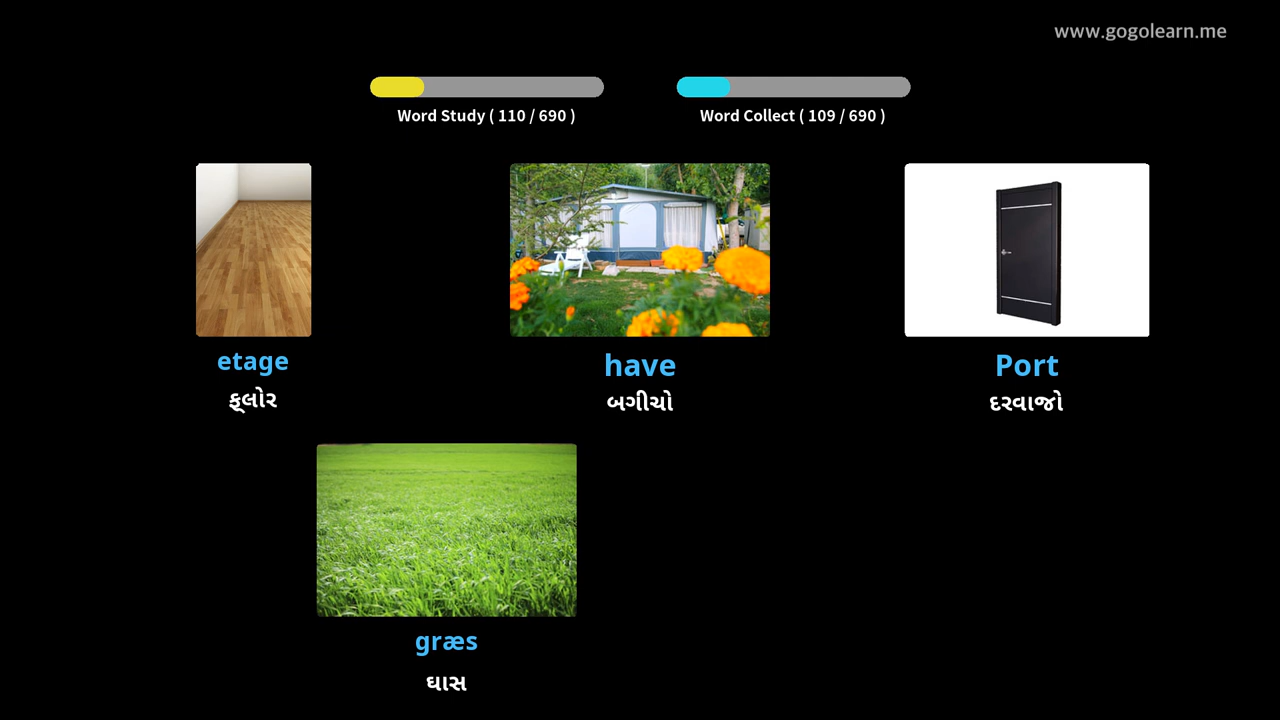 www.gogolearn.me
Word Study ( 110 / 690 )
Word Collect ( 109 / 690 )
etage
ફ્લોર
have
બગીચો
Port
દરવાજો
græs
ઘાસ